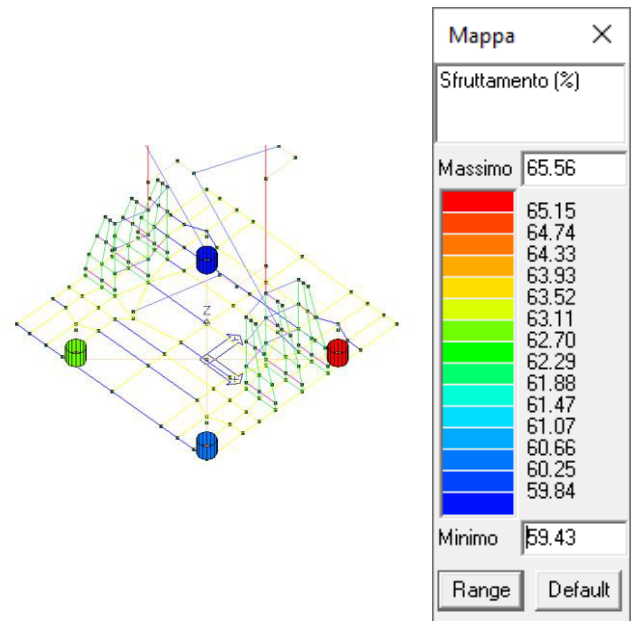 Mappa
Sfruttamento (%)
Massimo 65.56
65.15
64.74
64.33
63.93
63.52
63.11
62.70
62.29
61.88
61.47
61.07
60.66
60.25
59.84
Minimo 59.43
Range Default
Z